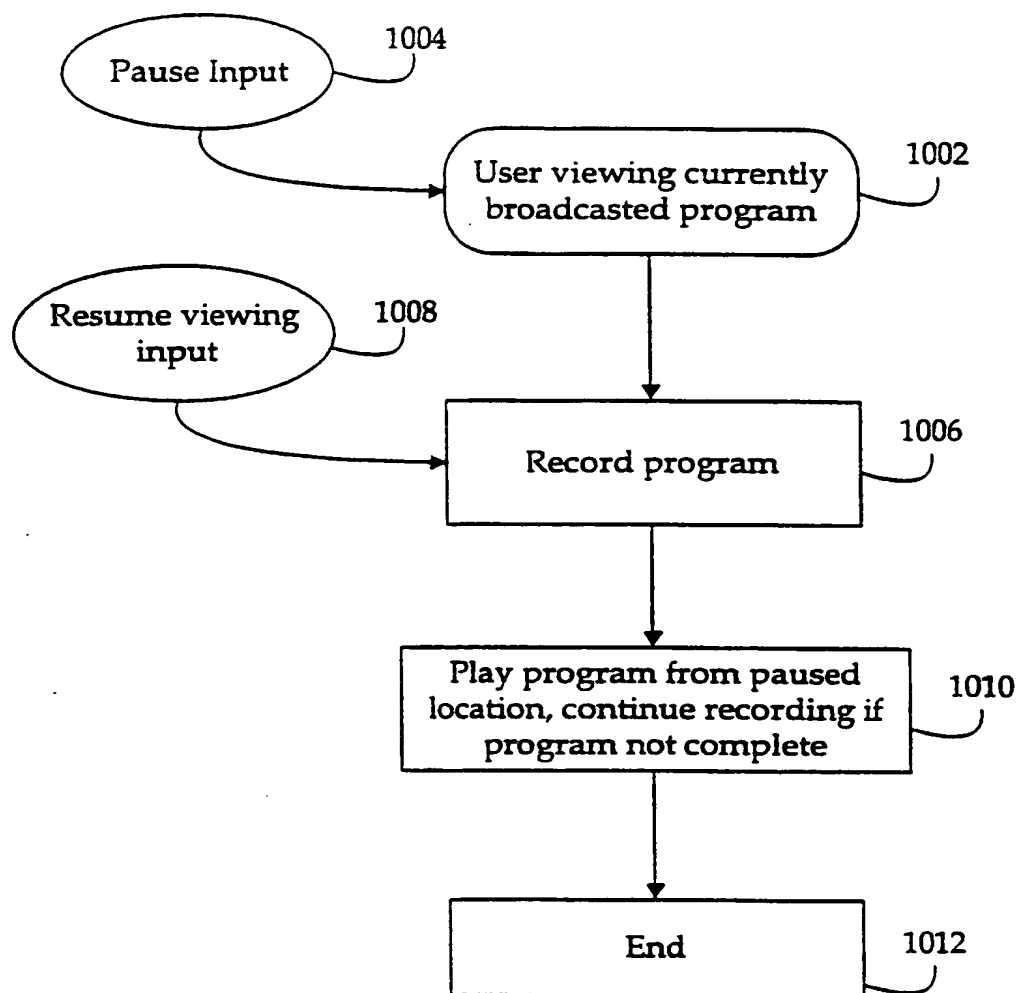 1004
Pause Input
1002
User viewing currently
broadcasted program
Resume viewing
input
1008
1006
Record program
Play program from paused
location, continue recording if
program not complete
1010
End
1012